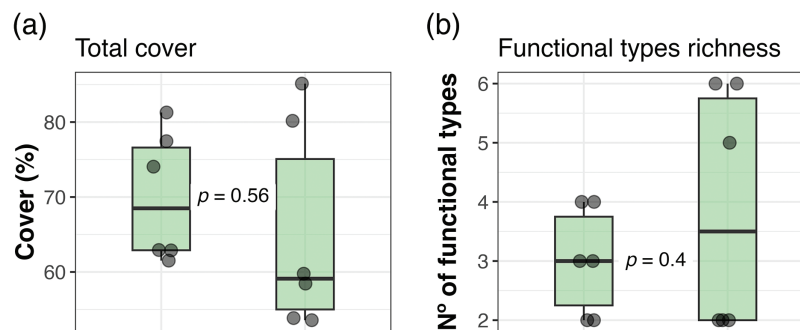 (a)
Total cover
Cover (%)
80
70
60
p = 0.56
(b)
Functional types richness
Nº of functional types
6
5
4
3
2
p = 0.4